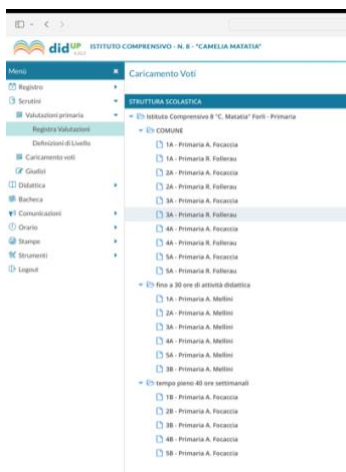 didUP ISTITUTO COMPRENSIVO - N. 8 - "CAMELIA MATATIA"
Menù
Registro
Scrutini
Valutazioni primaria
Registra Valutazioni
Definizioni di Livello
Caricamento voti
Giudizi
Didattica
Bacheca
Comunicazioni
Orario
Stampe
Strumenti
Logout
Caricamento Voti
STRUTTURA SCOLASTICA
Istituto Comprensivo 8 "C. Matatia" Forlì - Primaria
COMUNE
1A - Primaria A. Focaccia
1A - Primaria R. Follerau
2A - Primaria A. Focaccia
2A - Primaria R. Follerau
3A - Primaria A. Focaccia
3A - Primaria R. Follerau
4A - Primaria A. Focaccia
4A - Primaria R. Follerau
5A - Primaria A. Focaccia
5A - Primaria R. Follerau
fino a 30 ore di attività didattica
1A - Primaria A. Mellini
2A - Primaria A. Mellini
3A - Primaria A. Mellini
4A - Primaria A. Mellini
5A - Primaria A. Mellini
3B - Primaria A. Mellini
tempo pieno 40 ore settimanali
1B - Primaria A. Focaccia
2B - Primaria A. Focaccia
3B - Primaria A. Focaccia
4B - Primaria A. Focaccia
5B - Primaria A. Focaccia